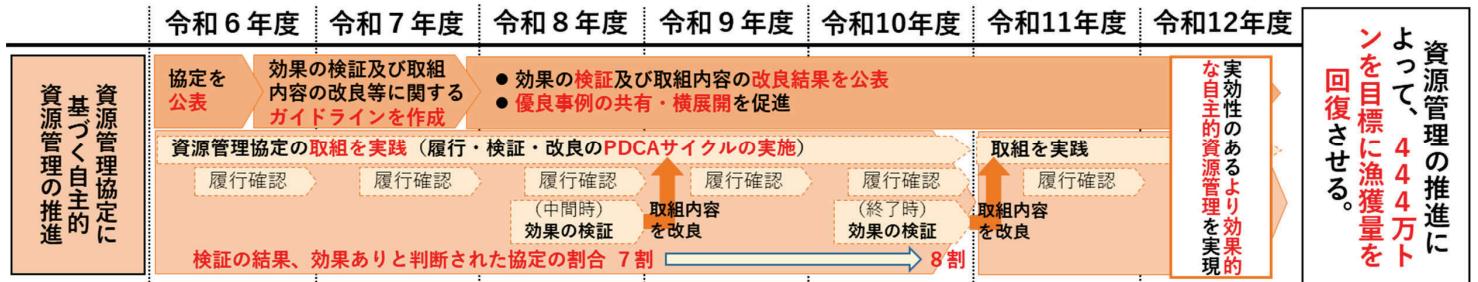 令和６年度
令和７年度
令和８年度
令和９年度
令和10年度
令和11年度
令和12年度
資源管理協定に
基づく自主的
資源管理の推進
協定を
公表
効果の検証及び取組
内容の改良等に関する
ガイドラインを作成
● 効果の検証及び取組内容の改良結果を公表
● 優良事例の共有・横展開を促進
資源管理協定の取組を実践（履行・検証・改良のPDCAサイクルの実施）
取組を実践
履行確認
履行確認
履行確認
履行確認
履行確認
履行確認
（中間時）
効果の検証
取組内容
を改良
（終了時）
効果の検証
取組内容
を改良
検証の結果、効果ありと判断された協定の割合 ７割
８割
実効性のあるより効果的
な自主的資源管理を実現
資源管理の推進に
よって、４４４万ト
ンを目標に漁獲量を
回復させる。